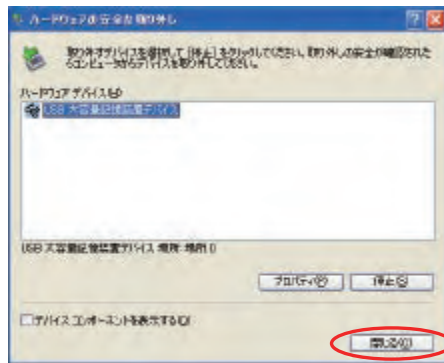 ハードウェアの安全な取り外し
取り外すデバイスを選択して [停止] をクリックしてください。取り外しの安全が確認された
らコンピュータからデバイスを取り外してください。
ハードウェア デバイス(H)
USB 大容量記憶装置デバイス
USB 大容量記憶装置デバイス 場所: 場所 0
プロパティ(P)
停止(S)
デバイス コンポーネントを表示する(D)
閉じる(C)